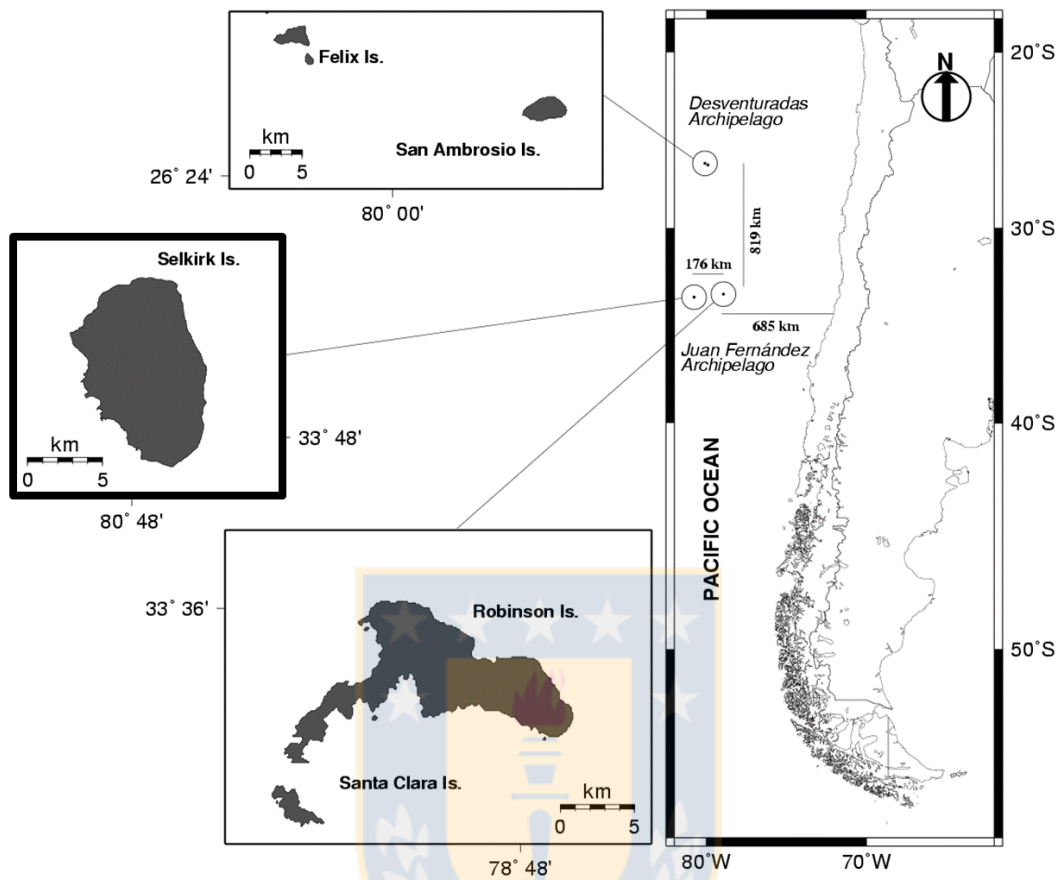 Felix Is.
km
0 5
San Ambrosio Is.
26° 24'
80° 00'
Selkirk Is.
km
0 5
33° 48'
80° 48'
33° 36'
Robinson Is.
Santa Clara Is.
km
0 5
78° 48'
N
20°S
Desventuradas
Archipelago
30°S
819 km
176 km
685 km
Juan Fernández
Archipelago
40°S
PACIFIC OCEAN
50°S
80°W 70°W